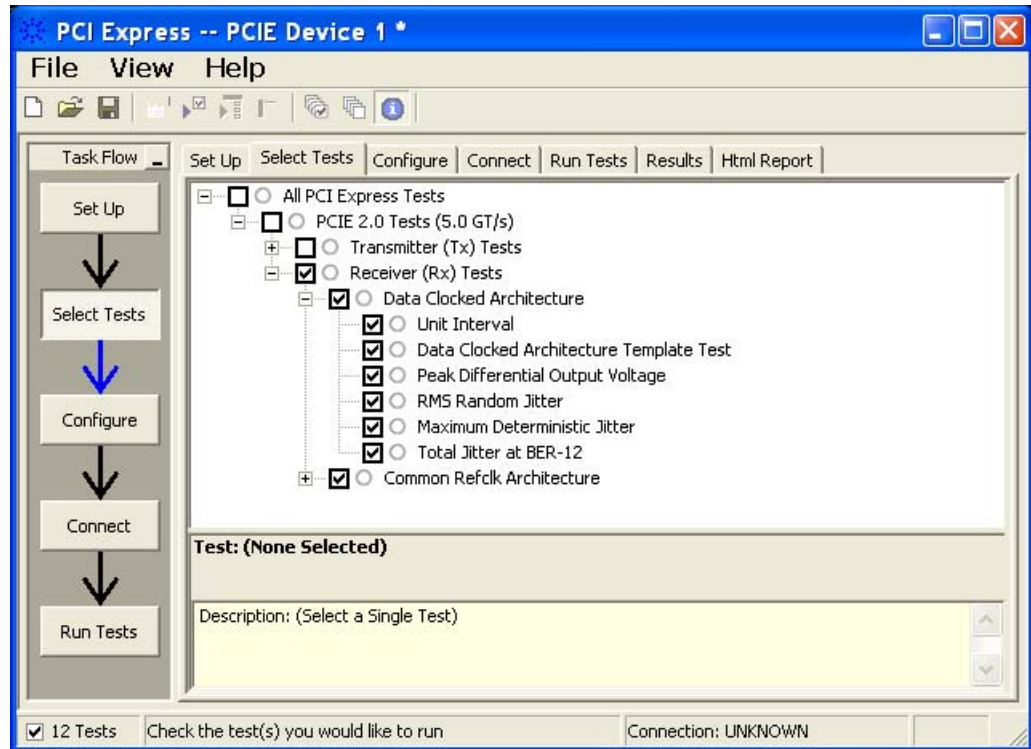 PCI Express -- PCIE Device 1 *
File View Help
Task Flow
Set Up
Select Tests
Configure
Connect
Run Tests
Set Up Select Tests Configure Connect Run Tests Results Html Report
All PCI Express Tests
PCIE 2.0 Tests (5.0 GT/s)
Transmitter (Tx) Tests
Receiver (Rx) Tests
Data Clocked Architecture
Unit Interval
Data Clocked Architecture Template Test
Peak Differential Output Voltage
RMS Random Jitter
Maximum Deterministic Jitter
Total Jitter at BER-12
Common Refclk Architecture
Test: (None Selected)
Description: (Select a Single Test)
12 Tests Check the test(s) you would like to run Connection: UNKNOWN